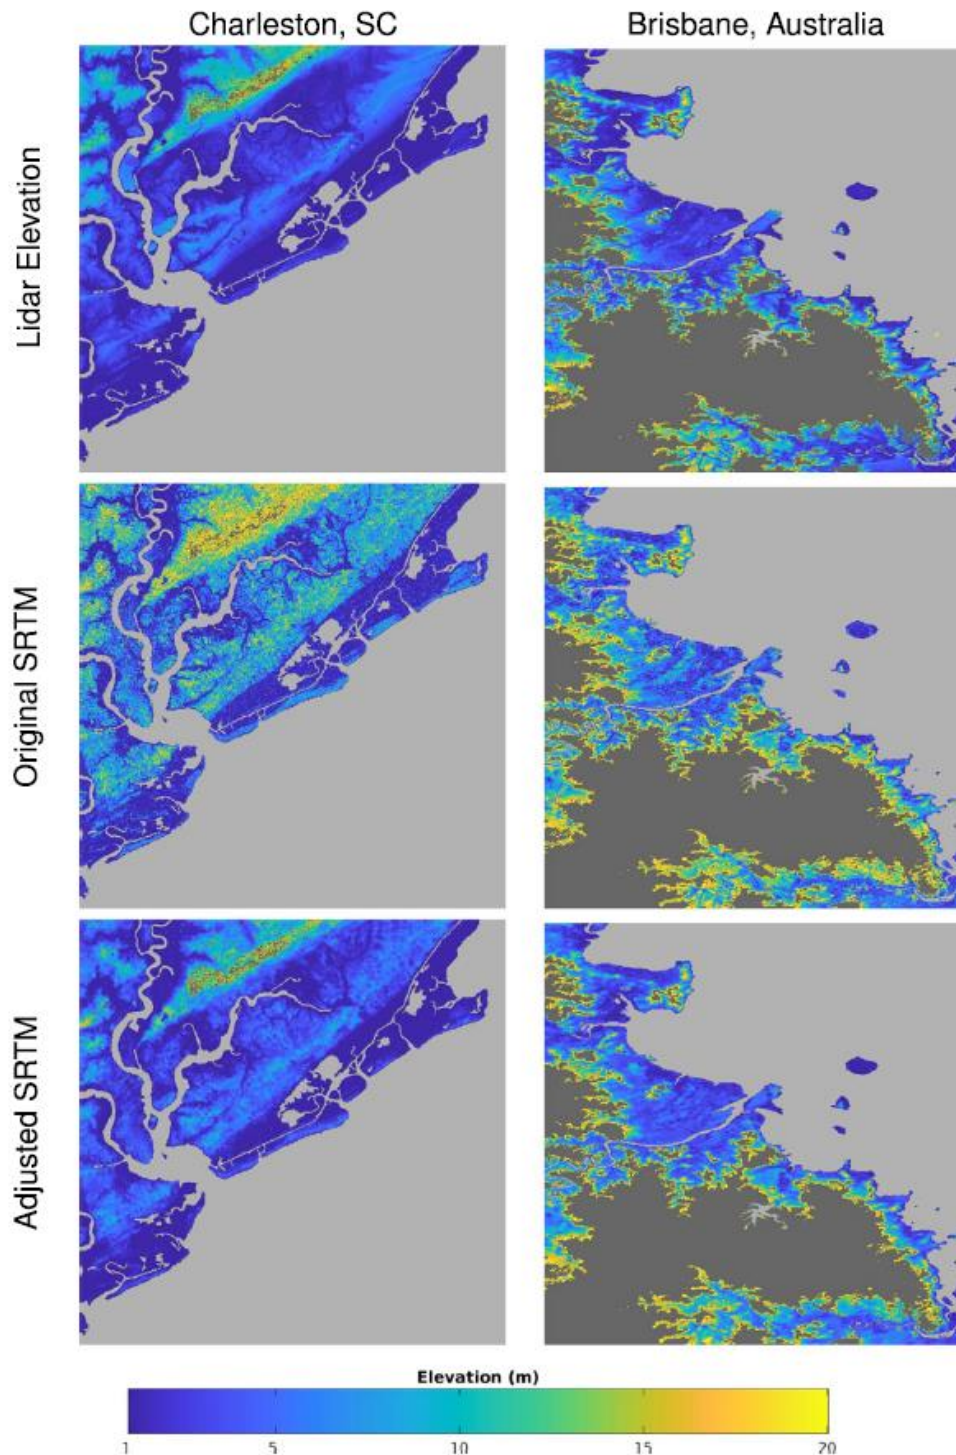 Charleston, SC
Brisbane, Australia
Lidar Elevation
Original SRTM
Adjusted SRTM
Elevation (m)
1 5 10 15 20